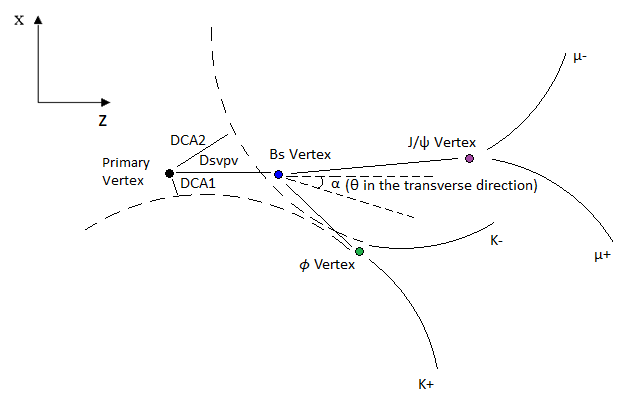 X
Z
μ-
DCA2
J/ψ Vertex
Bs Vertex
Dsvpv
Primary
Vertex
DCA1
α (θ in the transverse direction)
K-
μ+
ϕ Vertex
K+